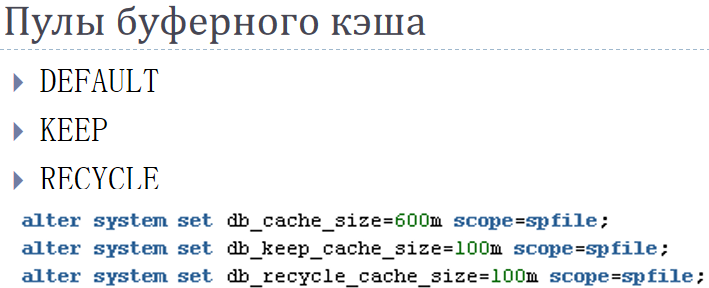 Пулы буферного кэша
DEFAULT
KEEP
RECYCLE
alter system set db_cache_size=600m scope=spfile;
alter system set db_keep_cache_size=100m scope=spfile;
alter system set db_recycle_cache_size=100m scope=spfile;